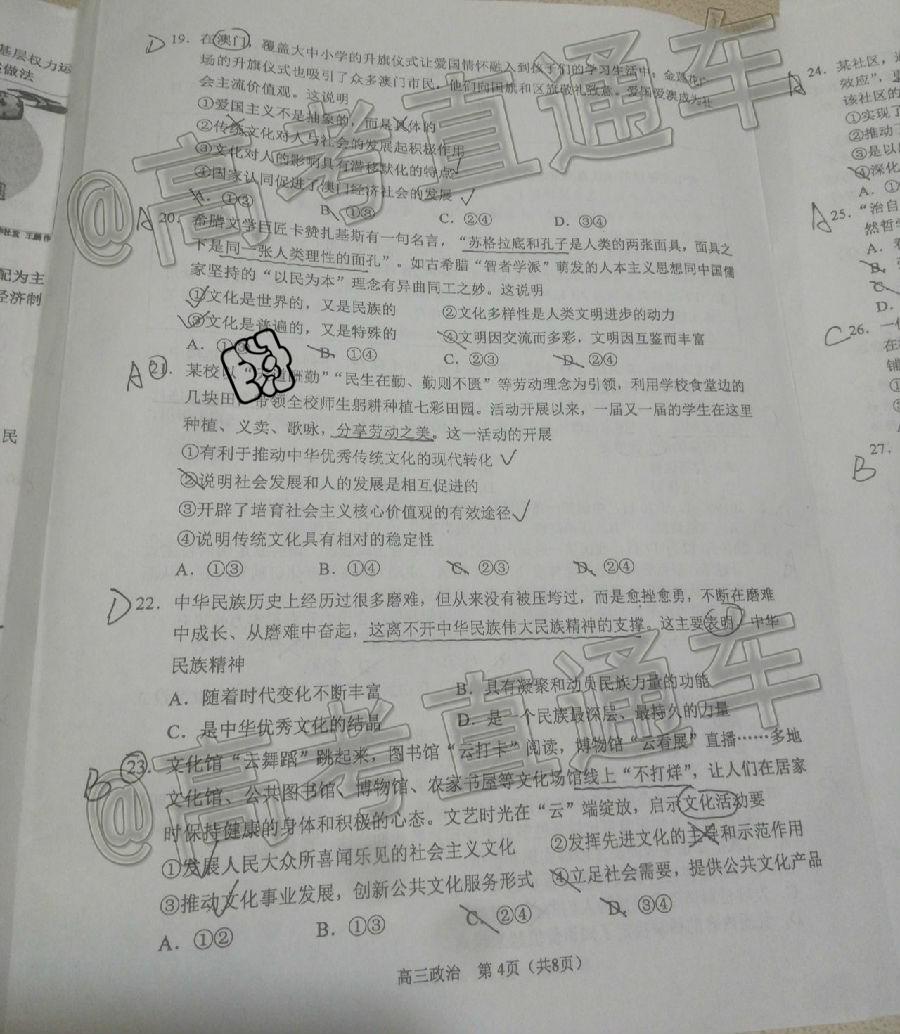 基层权力运
做法
配为主
经济制
民
D 19. 在澳门，覆盖大中小学的升旗仪式让爱国情怀融入到孩子们的学习生活中；金莲花广
场的升旗仪式也吸引了众多澳门市民，他们向国旗和区旗敬礼致意。爱国爱澳成为社
会主流价值观。这说明
①爱国主义不是抽象的，而是具体的
②传统文化对人与社会的发展起积极作用
③文化对人的影响具有潜移默化的特点
④国家认同促进了澳门经济社会的发展
A. ①② B. ①③ C. ②④ D. ③④
A 20. 希腊文学巨匠卡赞扎基斯有一句名言，“苏格拉底和孔子是人类的两张面具，面具之
下是同一张人类理性的面孔”。如古希腊“智者学派”萌发的人本主义思想同中国儒
家坚持的“以民为本”理念有异曲同工之妙。这说明
①文化是世界的，又是民族的 ②文化多样性是人类文明进步的动力
③文化是普遍的，又是特殊的 ④文明因交流而多彩，文明因互鉴而丰富
A. ①③ B. ①④ C. ②③ D. ②④
A 21. 某校以“酬勤”“民生在勤、勤则不匮”等劳动理念为引领，利用学校食堂边的
几块田，带领全校师生躬耕种植七彩田园。活动开展以来，一届又一届的学生在这里
种植、义卖、歌咏，分享劳动之美。这一活动的开展
①有利于推动中华优秀传统文化的现代转化
②说明社会发展和人的发展是相互促进的
③开辟了培育社会主义核心价值观的有效途径
④说明传统文化具有相对的稳定性
A. ①③ B. ①④ C. ②③ D. ②④
D 22. 中华民族历史上经历过很多磨难，但从来没有被压垮过，而是愈挫愈勇，不断在磨难
中成长、从磨难中奋起，这离不开中华民族伟大民族精神的支撑。这主要表明，中华
民族精神
A. 随着时代变化不断丰富 B. 具有凝聚和动员民族力量的功能
C. 是中华优秀文化的结晶 D. 是一个民族最深层、最持久的力量
B 23. 文化馆“云舞蹈”跳起来，图书馆“云打卡”阅读，博物馆“云看展”直播……多地
文化馆、公共图书馆、博物馆、农家书屋等文化场馆线上“不打烊”，让人们在居家
时保持健康的身体和积极的心态。文艺时光在“云”端绽放，启示文化活动要
①发展人民大众所喜闻乐见的社会主义文化 ②发挥先进文化的主导和示范作用
③推动文化事业发展，创新公共文化服务形式 ④立足社会需要，提供公共文化产品
A. ①② B. ①③ C. ②④ D. ③④
高三政治 第4页（共8页）
A 24. 某社区，
效应”，
该社区的
①实现了
②推动
③是以
④深化
A. ①
A 25. “治自
然哲
A.
B.
C.
D.
C 26. 一
在
铺
①
③
B 27.
@高考直通车
@高考直通车